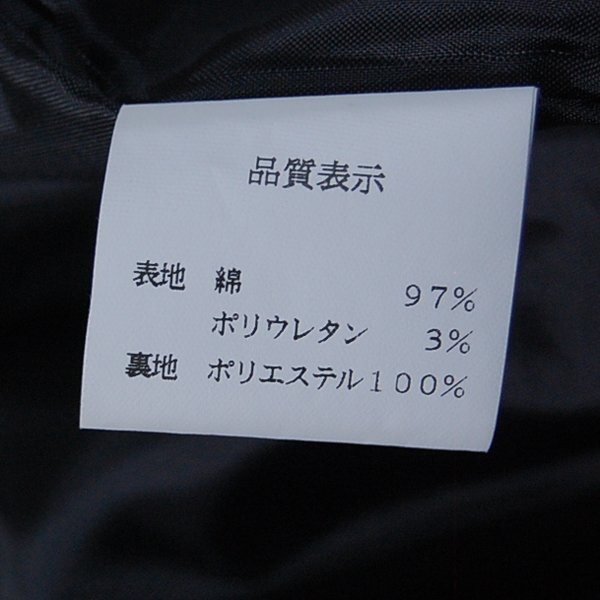 品質表示
表地 綿 97%
ポリウレタン 3%
裏地 ポリエステル100%